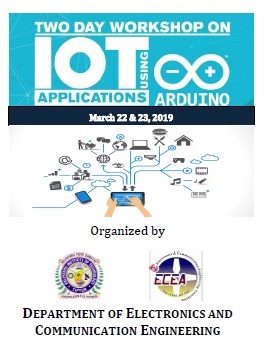 TWO DAY WORKSHOP ON
IOT USING
APPLICATIONS ARDUINO
March 22 & 23, 2019
Organized by
ECEA
DEPARTMENT OF ELECTRONICS AND
COMMUNICATION ENGINEERING